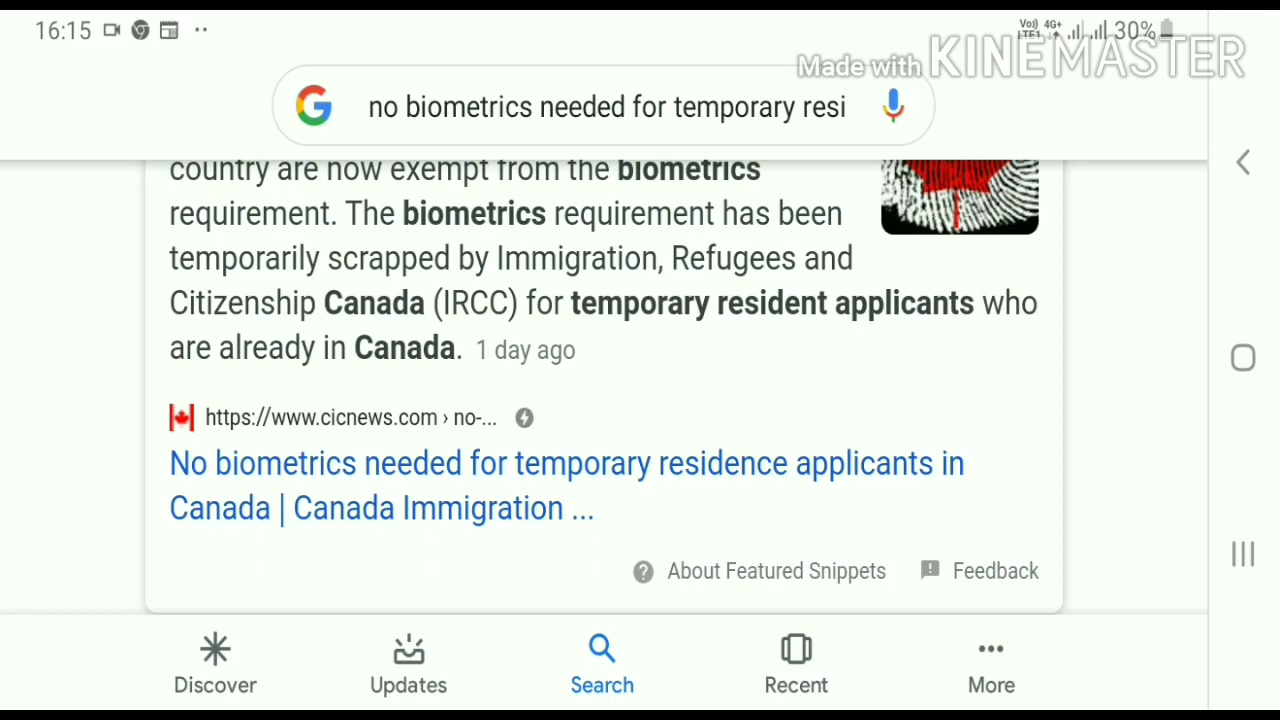 16:15
Vo) 4G+
LTE1
30%
Made with KINEMASTER
no biometrics needed for temporary resi
country are now exempt from the biometrics
requirement. The biometrics requirement has been
temporarily scrapped by Immigration, Refugees and
Citizenship Canada (IRCC) for temporary resident applicants who
are already in Canada. 1 day ago
https://www.cicnews.com › no-...
No biometrics needed for temporary residence applicants in
Canada | Canada Immigration ...
About Featured Snippets Feedback
Discover Updates Search Recent More